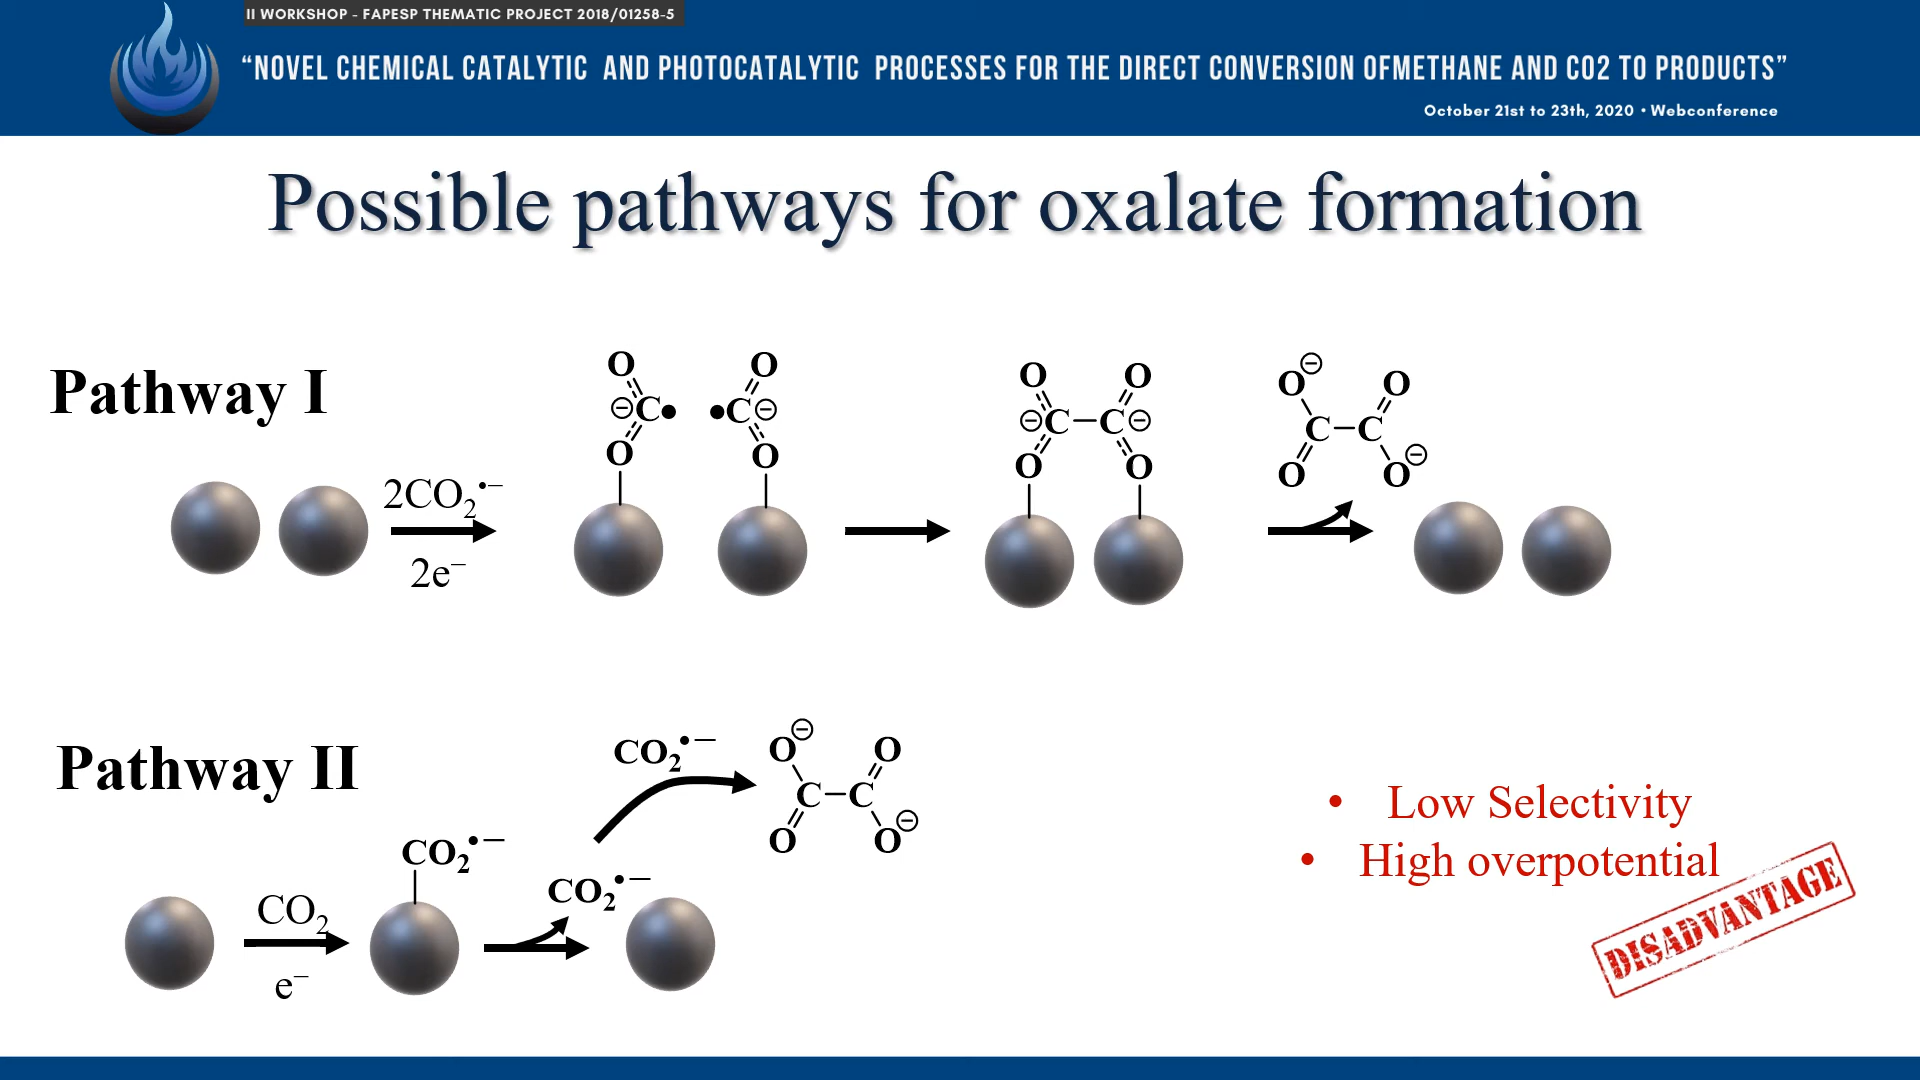 II WORKSHOP - FAPESP THEMATIC PROJECT 2018/01258-5
“NOVEL CHEMICAL CATALYTIC AND PHOTOCATALYTIC PROCESSES FOR THE DIRECT CONVERSION OFMETHANE AND CO2 TO PRODUCTS”
October 21st to 23th, 2020 • Webconference
Possible pathways for oxalate formation
Pathway I
2CO₂•−
2e−
O O
⊖C• •C⊖
O O
O O
⊖C–C⊖
O O
O⊖ O
C–C
O O⊖
Pathway II
CO₂
e−
CO₂•−
CO₂•−
CO₂•−
O⊖ O
C–C
O O⊖
• Low Selectivity
• High overpotential
DISADVANTAGE